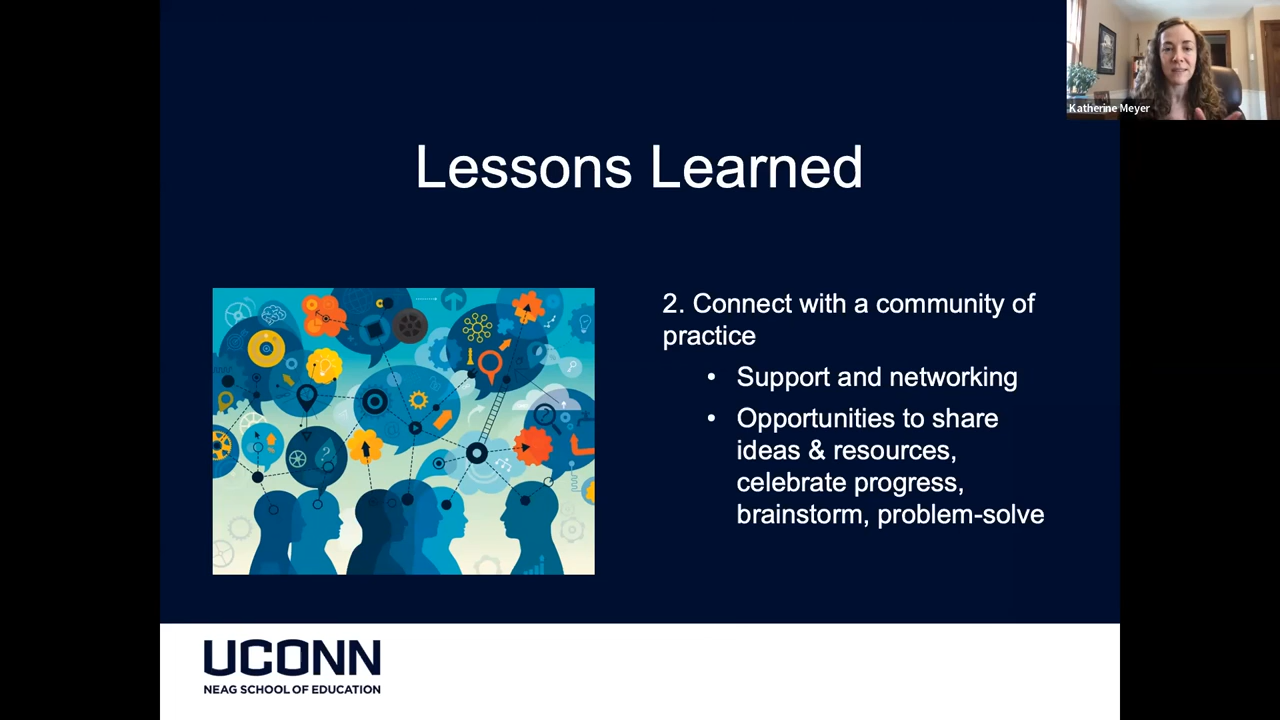 Katherine Meyer
Lessons Learned
2. Connect with a community of
practice
• Support and networking
• Opportunities to share
ideas & resources,
celebrate progress,
brainstorm, problem-solve
UCONN
NEAG SCHOOL OF EDUCATION